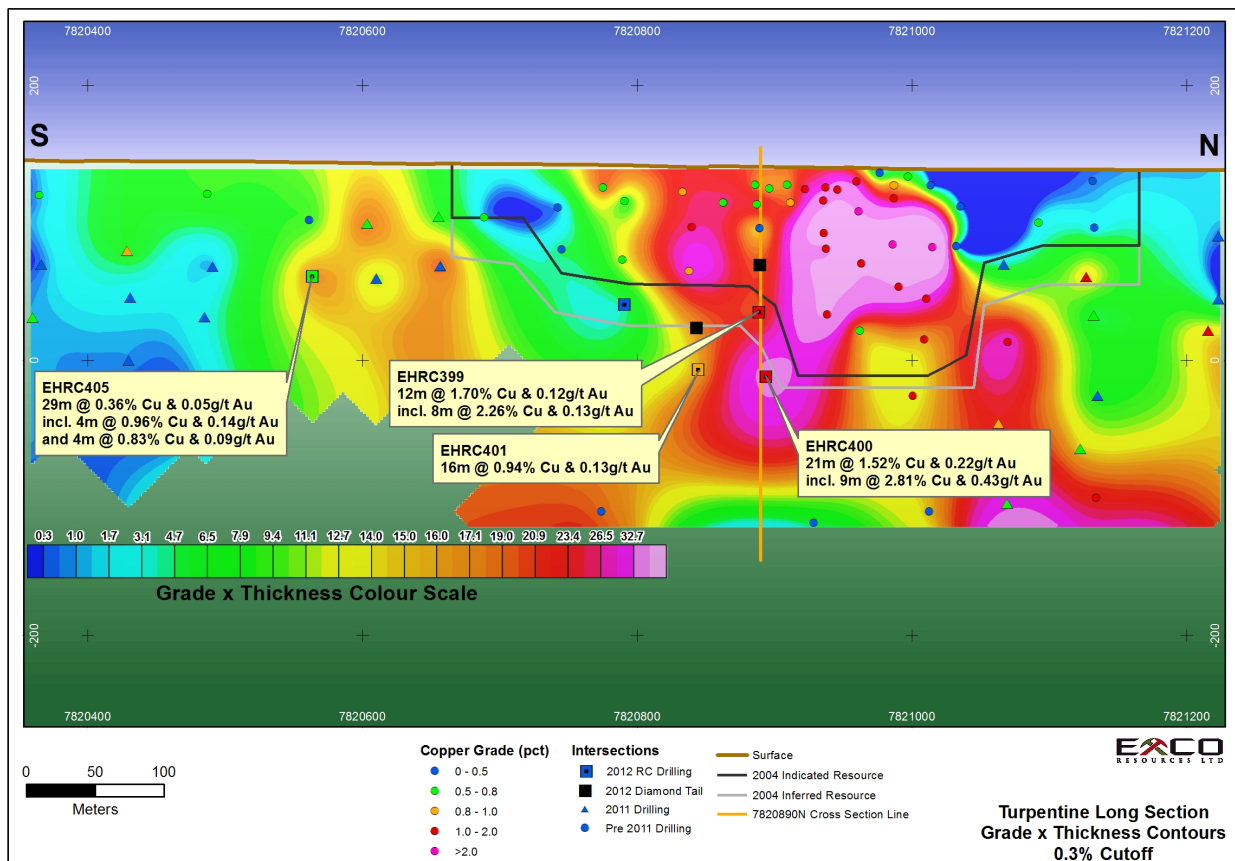 7820400 7820600 7820800 7821000 7821200
200 200
S N
0 0
EHRC405
29m @ 0.36% Cu & 0.05g/t Au
incl. 4m @ 0.96% Cu & 0.14g/t Au
and 4m @ 0.83% Cu & 0.09g/t Au
EHRC399
12m @ 1.70% Cu & 0.12g/t Au
incl. 8m @ 2.26% Cu & 0.13g/t Au
EHRC401
16m @ 0.94% Cu & 0.13g/t Au
EHRC400
21m @ 1.52% Cu & 0.22g/t Au
incl. 9m @ 2.81% Cu & 0.43g/t Au
0.3 1.0 1.7 3.1 4.7 6.5 7.9 9.4 11.1 12.7 14.0 15.0 16.0 17.1 19.0 20.9 23.4 26.5 32.7
Grade x Thickness Colour Scale
-200 -200
7820400 7820600 7820800 7821000 7821200
0 50 100
Meters
Copper Grade (pct)
0 - 0.5
0.5 - 0.8
0.8 - 1.0
1.0 - 2.0
>2.0
Intersections
2012 RC Drilling
2012 Diamond Tail
2011 Drilling
Pre 2011 Drilling
Surface
2004 Indicated Resource
2004 Inferred Resource
7820890N Cross Section Line
EXCO
RESOURCES LTD
Turpentine Long Section
Grade x Thickness Contours
0.3% Cutoff